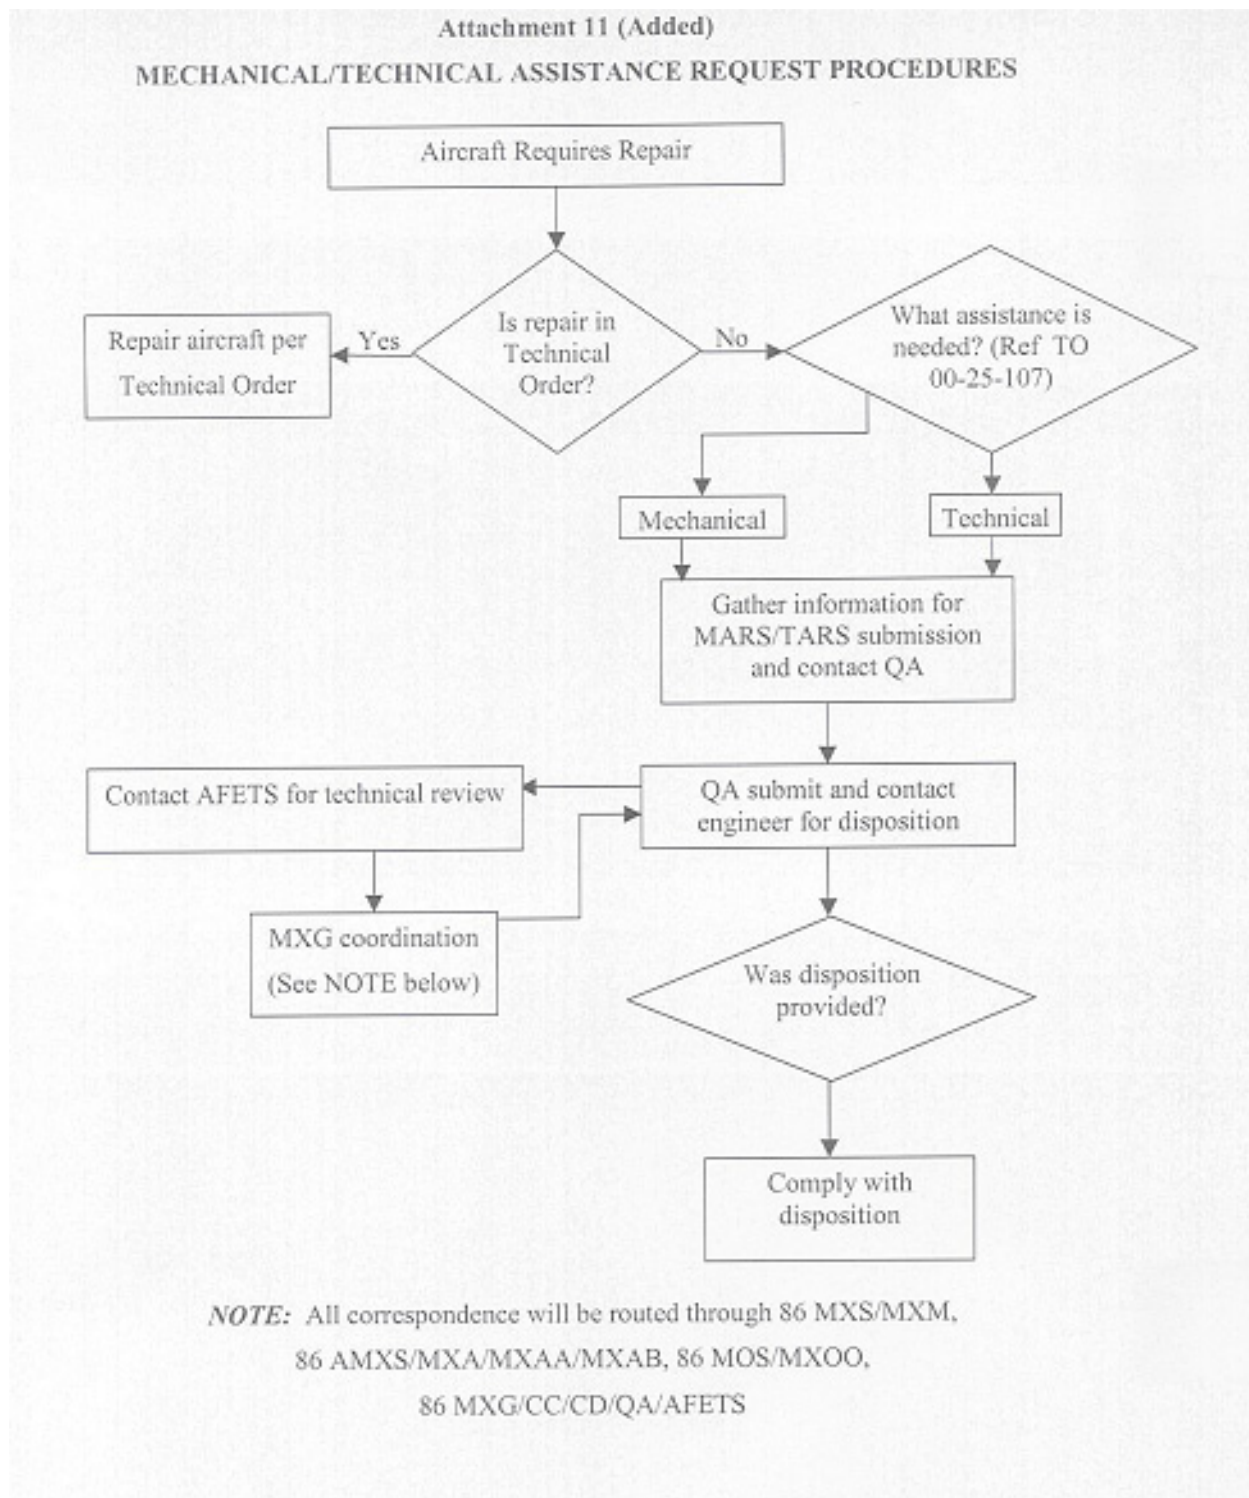 Attachment 11 (Added)
MECHANICAL/TECHNICAL ASSISTANCE REQUEST PROCEDURES
Aircraft Requires Repair
Is repair in
Technical
Order?
Yes
Repair aircraft per
Technical Order
No
What assistance is
needed? (Ref TO
00-25-107)
Mechanical
Technical
Gather information for
MARS/TARS submission
and contact QA
QA submit and contact
engineer for disposition
Contact AFETS for technical review
MXG coordination
(See NOTE below)
Was disposition
provided?
Comply with
disposition
NOTE: All correspondence will be routed through 86 MXS/MXM,
86 AMXS/MXA/MXAA/MXAB, 86 MOS/MXOO,
86 MXG/CC/CD/QA/AFETS